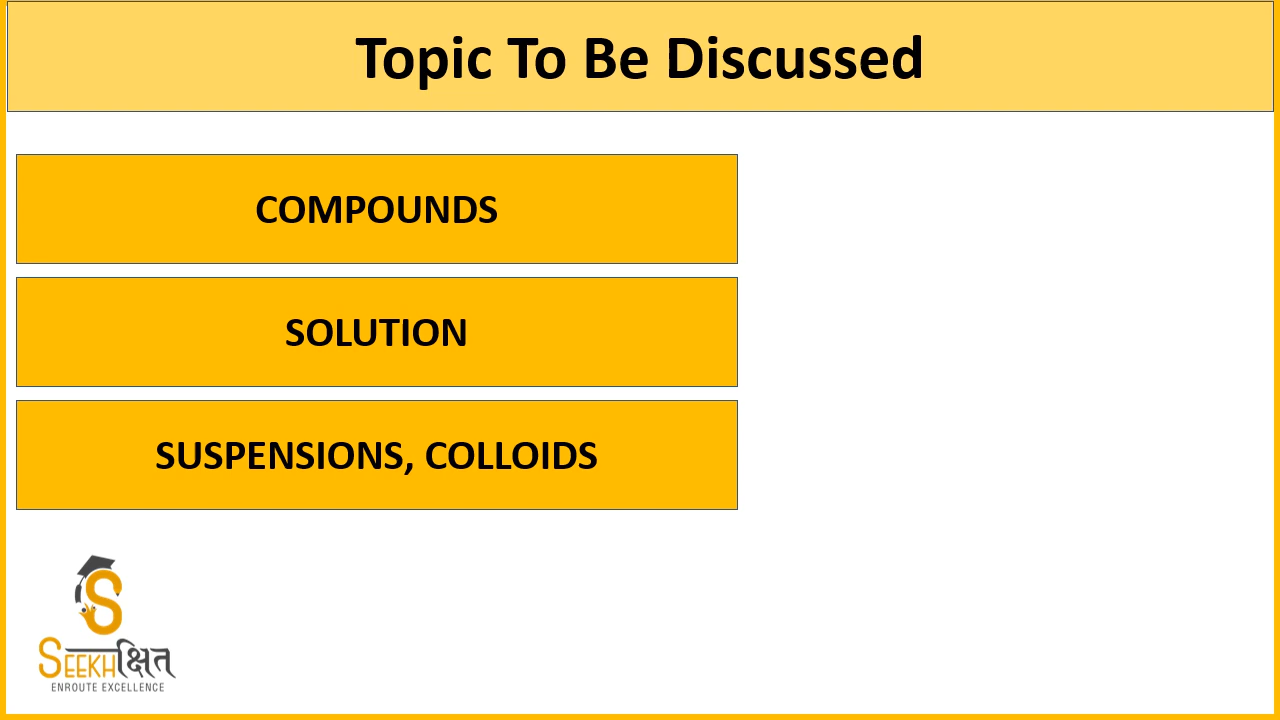 Topic To Be Discussed
COMPOUNDS
SOLUTION
SUSPENSIONS, COLLOIDS
S
SEEKHक्षित
ENROUTE EXCELLENCE